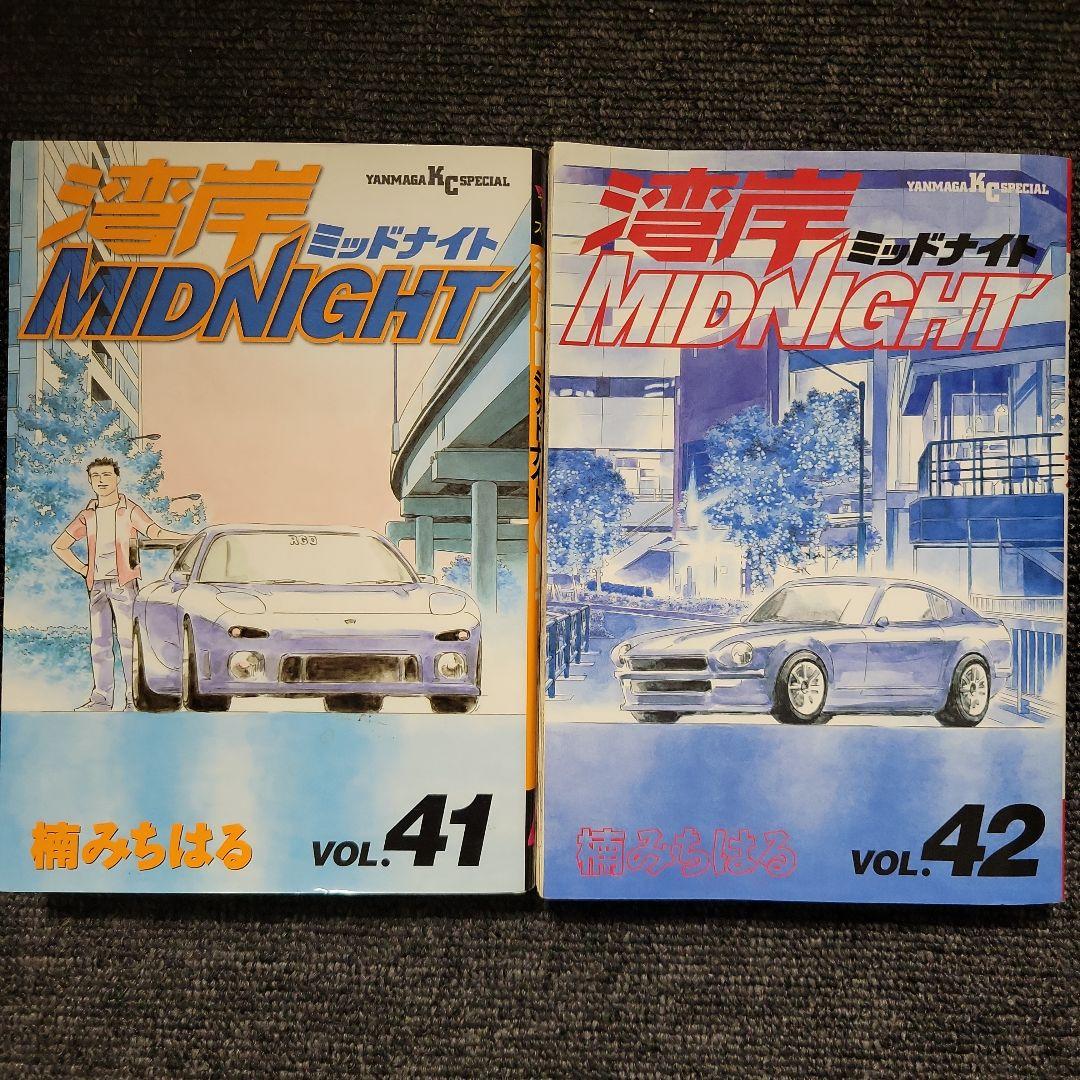 湾岸
ミッドナイト
MIDNIGHT
YANMAGA KC SPECIAL
RGO
楠みちはる
VOL.41
湾岸
ミッドナイト
MIDNIGHT
YANMAGA KC SPECIAL
楠みちはる
VOL.42